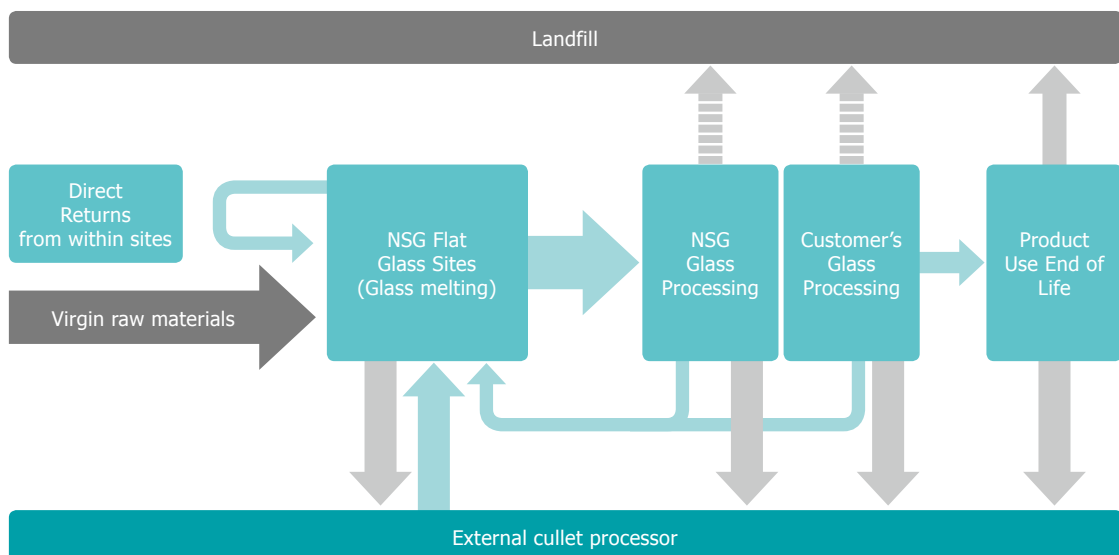 Landfill
Direct
Returns
from within sites
NSG Flat
Glass Sites
(Glass melting)
NSG
Glass
Processing
Customer's
Glass
Processing
Product
Use End of
Life
Virgin raw materials
External cullet processor